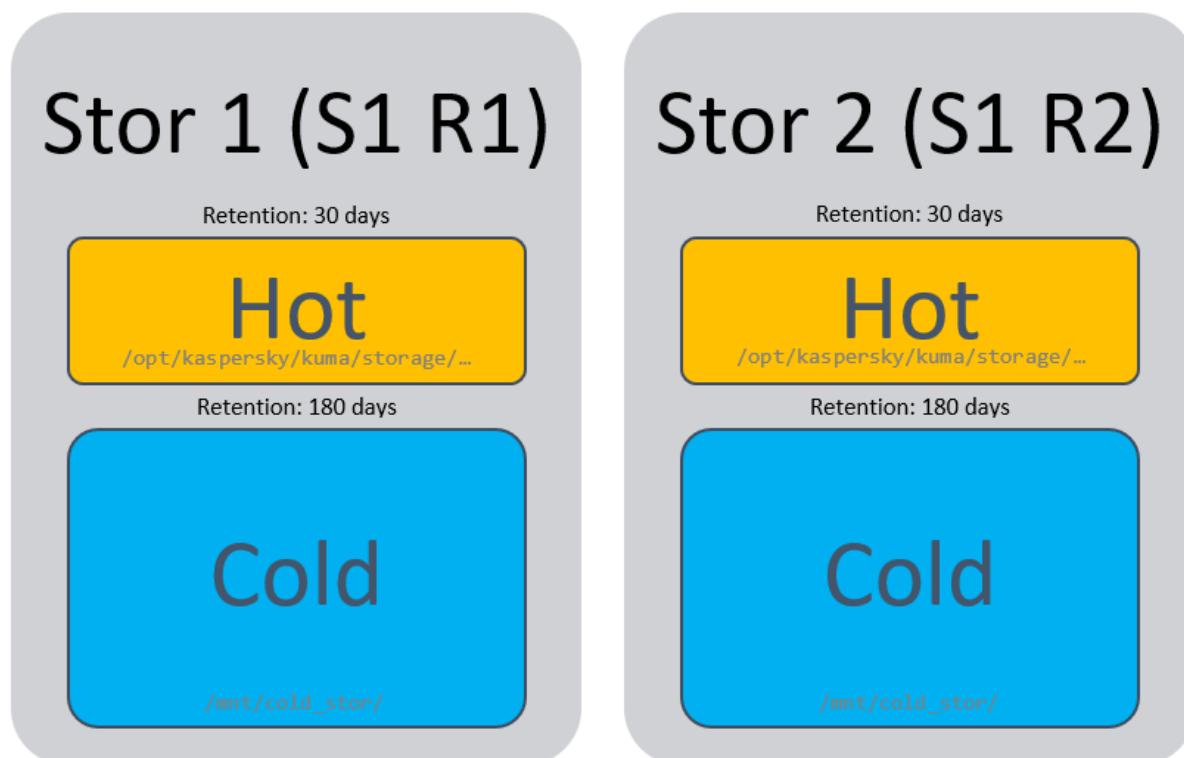 Stor 1 (S1 R1)
Retention: 30 days
Hot
/opt/kaspersky/kuma/storage/…
Retention: 180 days
Cold
/mnt/cold_stor/
Stor 2 (S1 R2)
Retention: 30 days
Hot
/opt/kaspersky/kuma/storage/…
Retention: 180 days
Cold
/mnt/cold_stor/